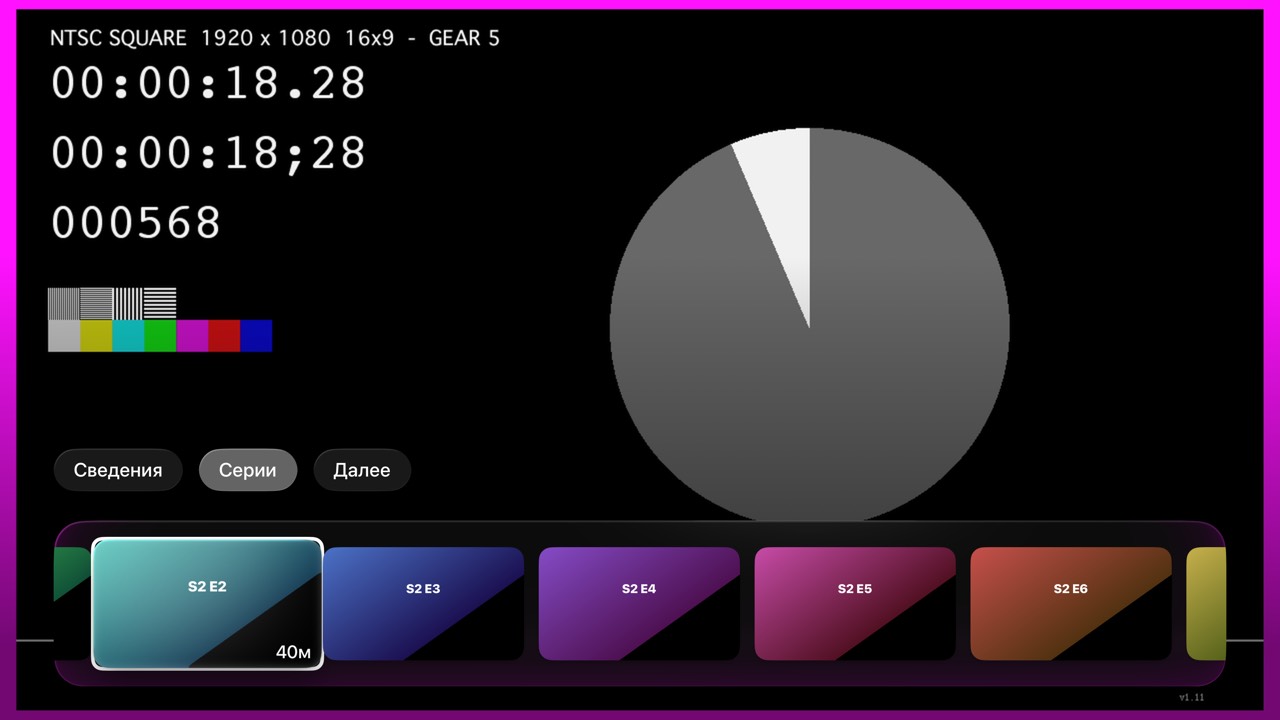 NTSC SQUARE 1920 x 1080 16x9 - GEAR 5
00:00:18.28
00:00:18;28
000568
Сведения Серии Далее
S2 E2 S2 E3 S2 E4 S2 E5 S2 E6
40м
v1.11